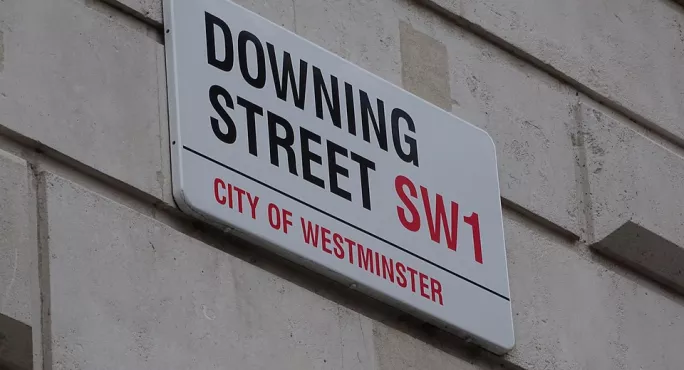 DOWNING
STREET SW1
CITY OF WESTMINSTER